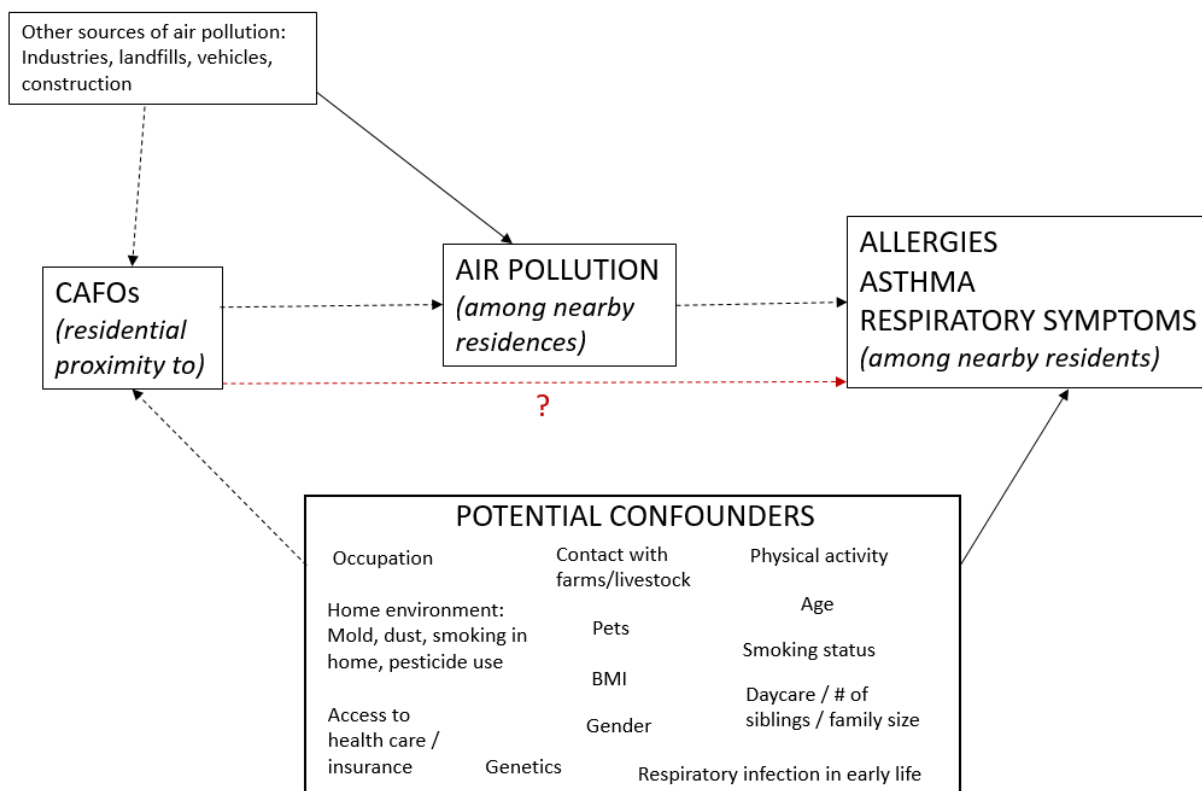 Other sources of air pollution:
Industries, landfills, vehicles,
construction
CAFOs
(residential
proximity to)
AIR POLLUTION
(among nearby
residences)
ALLERGIES
ASTHMA
RESPIRATORY SYMPTOMS
(among nearby residents)
?
POTENTIAL CONFOUNDERS
Occupation
Contact with
farms/livestock
Physical activity
Home environment:
Mold, dust, smoking in
home, pesticide use
Pets
Age
Smoking status
BMI
Daycare / # of
siblings / family size
Access to
health care /
insurance
Gender
Genetics
Respiratory infection in early life